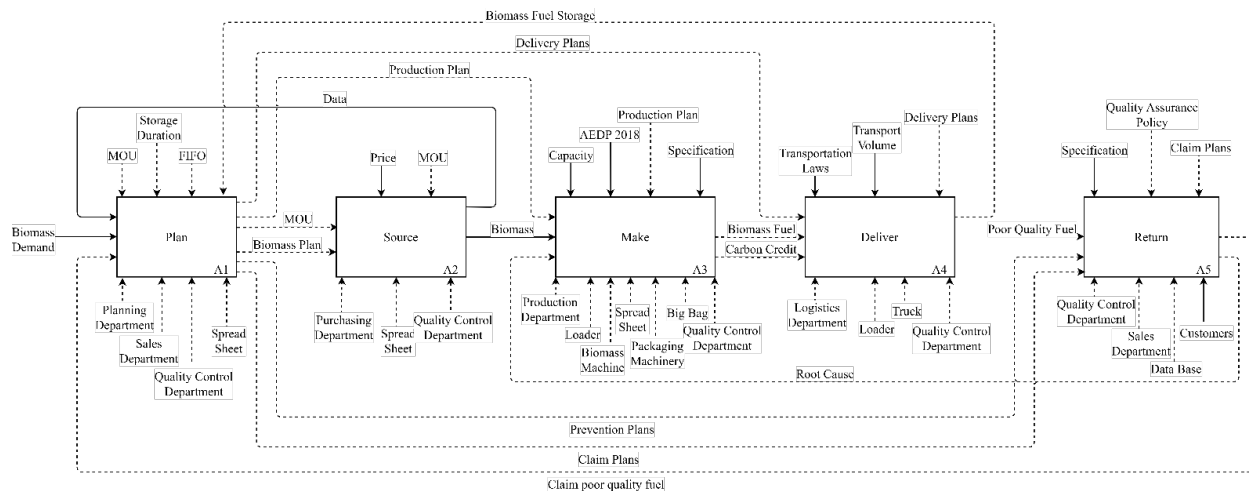 Biomass Fuel Storage
Delivery Plans
Production Plan
Data
Storage
Duration
MOU
FIFO
Price
MOU
Capacity
AEDP 2018
Production Plan
Specification
Transportation
Laws
Transport
Volume
Delivery Plans
Specification
Quality Assurance
Policy
Claim Plans
Biomass
Demand
Plan
A1
MOU
Biomass Plan
Source
A2
Biomass
Make
A3
Biomass Fuel
Carbon Credit
Deliver
A4
Poor Quality Fuel
Return
A5
Planning
Department
Sales
Department
Quality Control
Department
Spread
Sheet
Purchasing
Department
Spread
Sheet
Quality Control
Department
Production
Department
Loader
Biomass
Machine
Spread
Sheet
Packaging
Machinery
Big Bag
Quality Control
Department
Logistics
Department
Loader
Truck
Quality Control
Department
Quality Control
Department
Sales
Department
Data Base
Customers
Root Cause
Prevention Plans
Claim Plans
Claim poor quality fuel